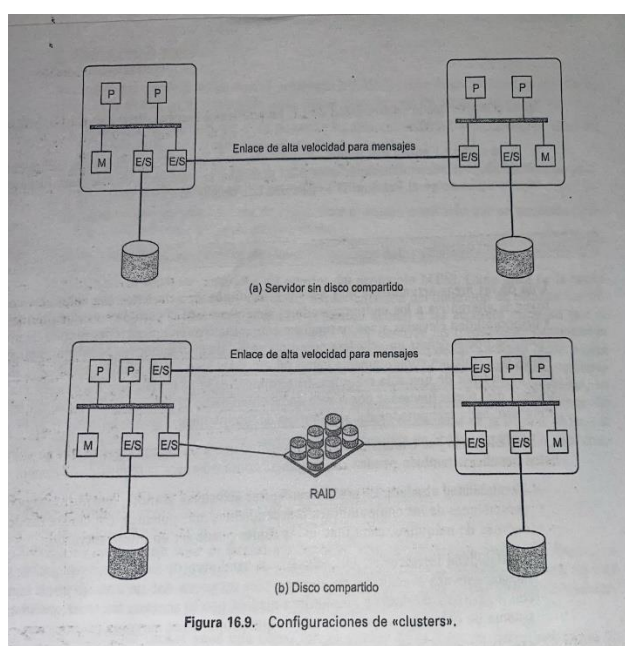 P P
Enlace de alta velocidad para mensajes
M E/S E/S
P P
E/S E/S M
(a) Servidor sin disco compartido
Enlace de alta velocidad para mensajes
P P E/S
M E/S E/S
E/S P P
E/S E/S M
RAID
(b) Disco compartido
Figura 16.9. Configuraciones de «clusters».